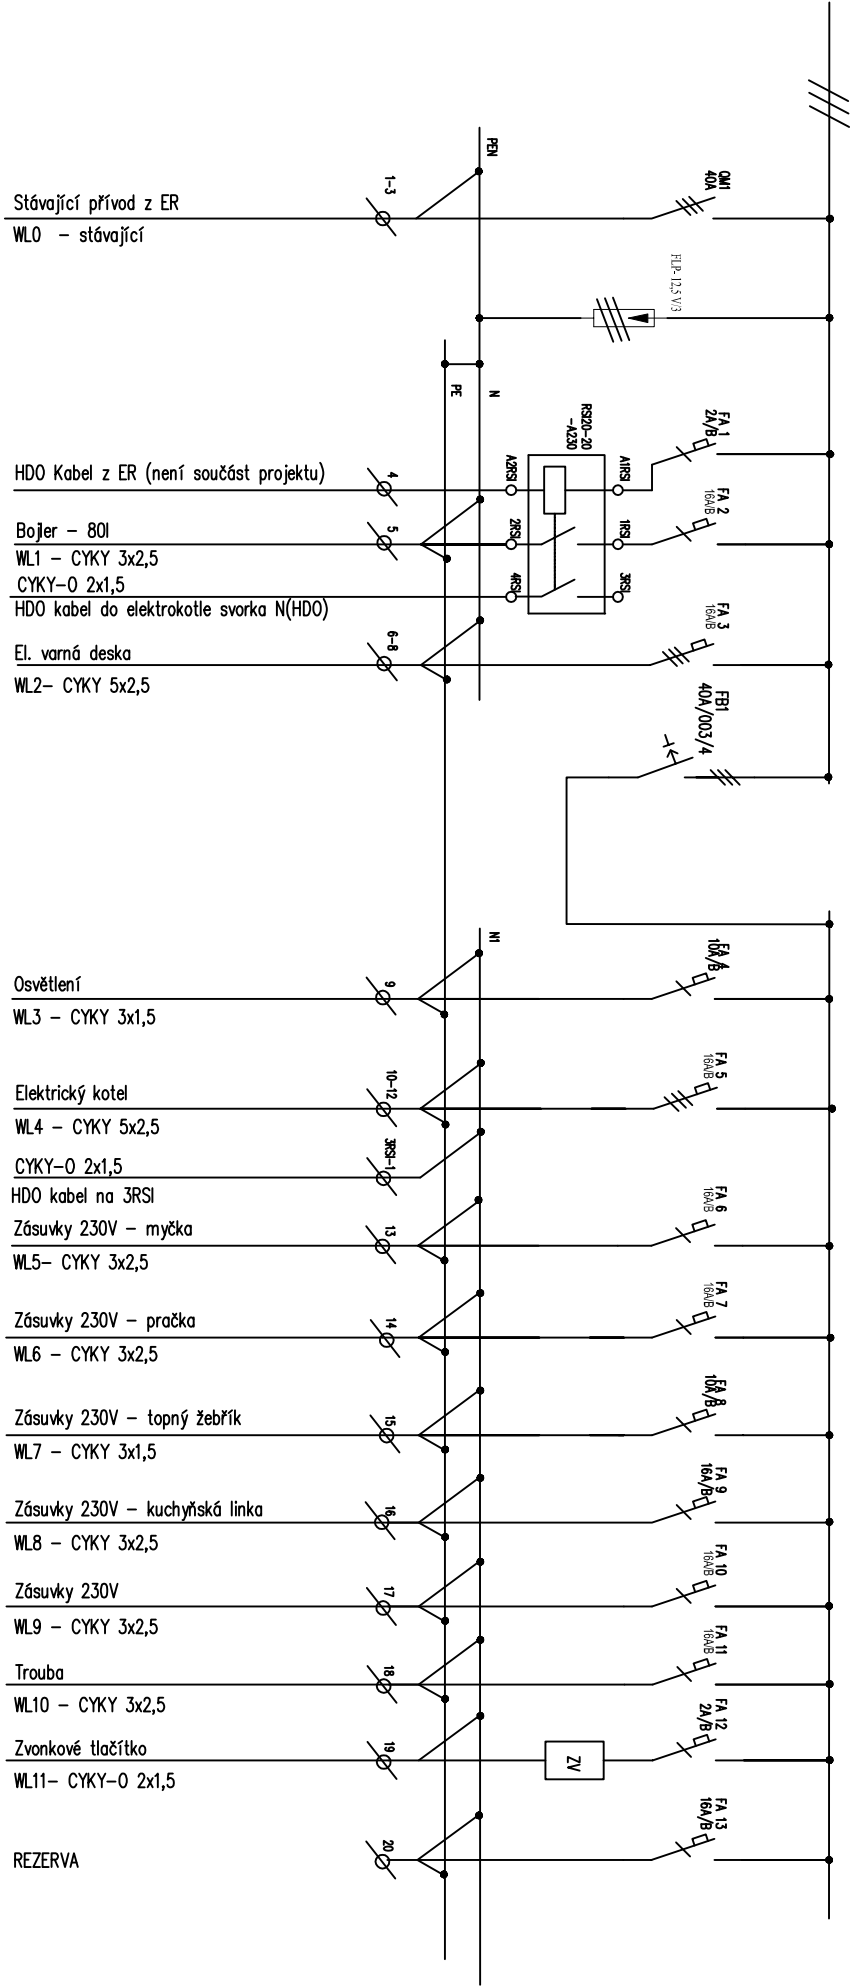 PEN
1-3
QM1
40A
Stávající přívod z ER
WL0 - stávající
FLP-12,5 V/3
PE
N
RSI20-20
-A230
FA 1
2A/B
4
A2RSI
A1RSI
HDO Kabel z ER (není součást projektu)
FA 2
16A/B
5
2RSI
1RSI
Bojler - 80l
WL1 - CYKY 3x2,5
4RSI
3RSI
CYKY-O 2x1,5
HDO kabel do elektrokotle svorka N(HDO)
FA 3
16A/B
6-8
El. varná deska
WL2- CYKY 5x2,5
FB1
40A/003/4
N1
FA 4
10A/B
9
Osvětlení
WL3 - CYKY 3x1,5
FA 5
16A/B
10-12
Elektrický kotel
WL4 - CYKY 5x2,5
3RSI-1
CYKY-O 2x1,5
HDO kabel na 3RSI
FA 6
16A/B
13
Zásuvky 230V - myčka
WL5- CYKY 3x2,5
FA 7
16A/B
14
Zásuvky 230V - pračka
WL6 - CYKY 3x2,5
FA 8
10A/B
15
Zásuvky 230V - topný žebřík
WL7 - CYKY 3x1,5
FA 9
16A/B
16
Zásuvky 230V - kuchyňská linka
WL8 - CYKY 3x2,5
FA 10
16A/B
17
Zásuvky 230V
WL9 - CYKY 3x2,5
FA 11
16A/B
18
Trouba
WL10 - CYKY 3x2,5
FA 12
2A/B
19
ZV
Zvonkové tlačítko
WL11- CYKY-O 2x1,5
FA 13
16A/B
20
REZERVA